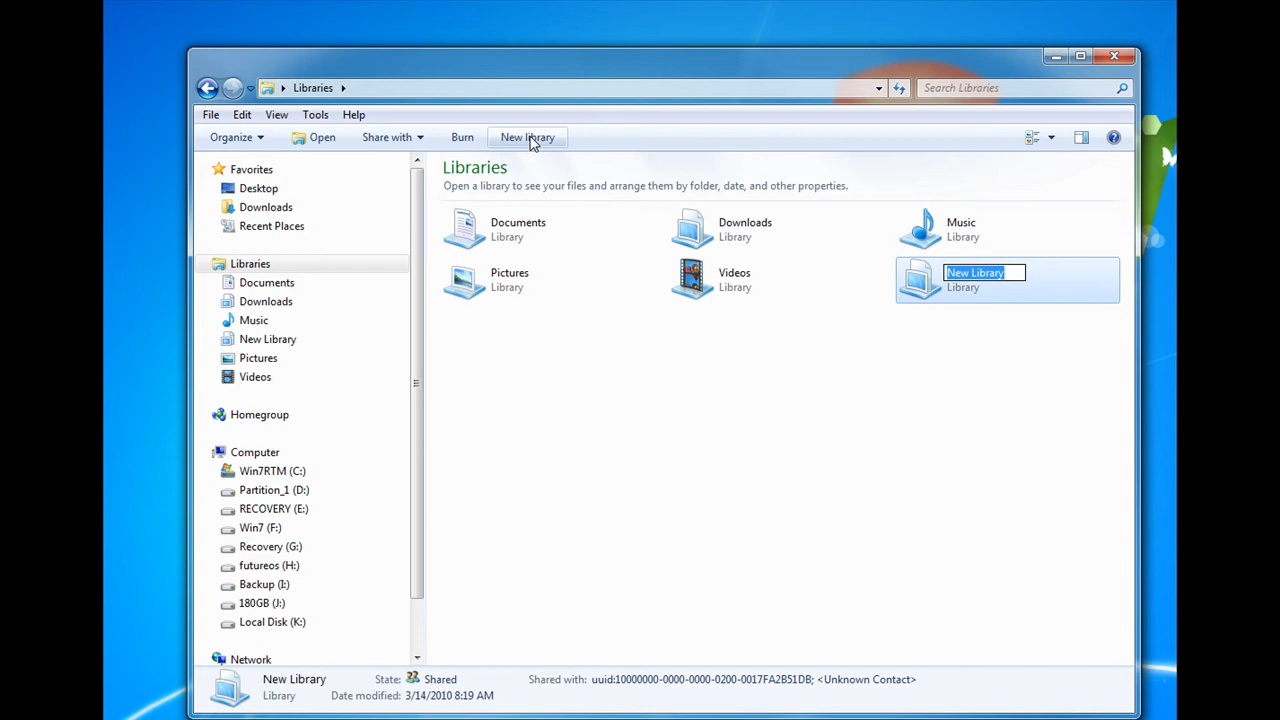 Libraries
Search Libraries
File Edit View Tools Help
Organize Open Share with Burn New library
Favorites
Desktop
Downloads
Recent Places
Libraries
Documents
Downloads
Music
New Library
Pictures
Videos
Homegroup
Computer
Win7RTM (C:)
Partition_1 (D:)
RECOVERY (E:)
Win7 (F:)
Recovery (G:)
futureos (H:)
Backup (I:)
180GB (J:)
Local Disk (K:)
Network
Libraries
Open a library to see your files and arrange them by folder, date, and other properties.
Documents
Library
Downloads
Library
Music
Library
Pictures
Library
Videos
Library
New Library
Library
New Library State: Shared Shared with: uuid:10000000-0000-0000-0200-0017FA2B51DB; <Unknown Contact>
Library Date modified: 3/14/2010 8:19 AM